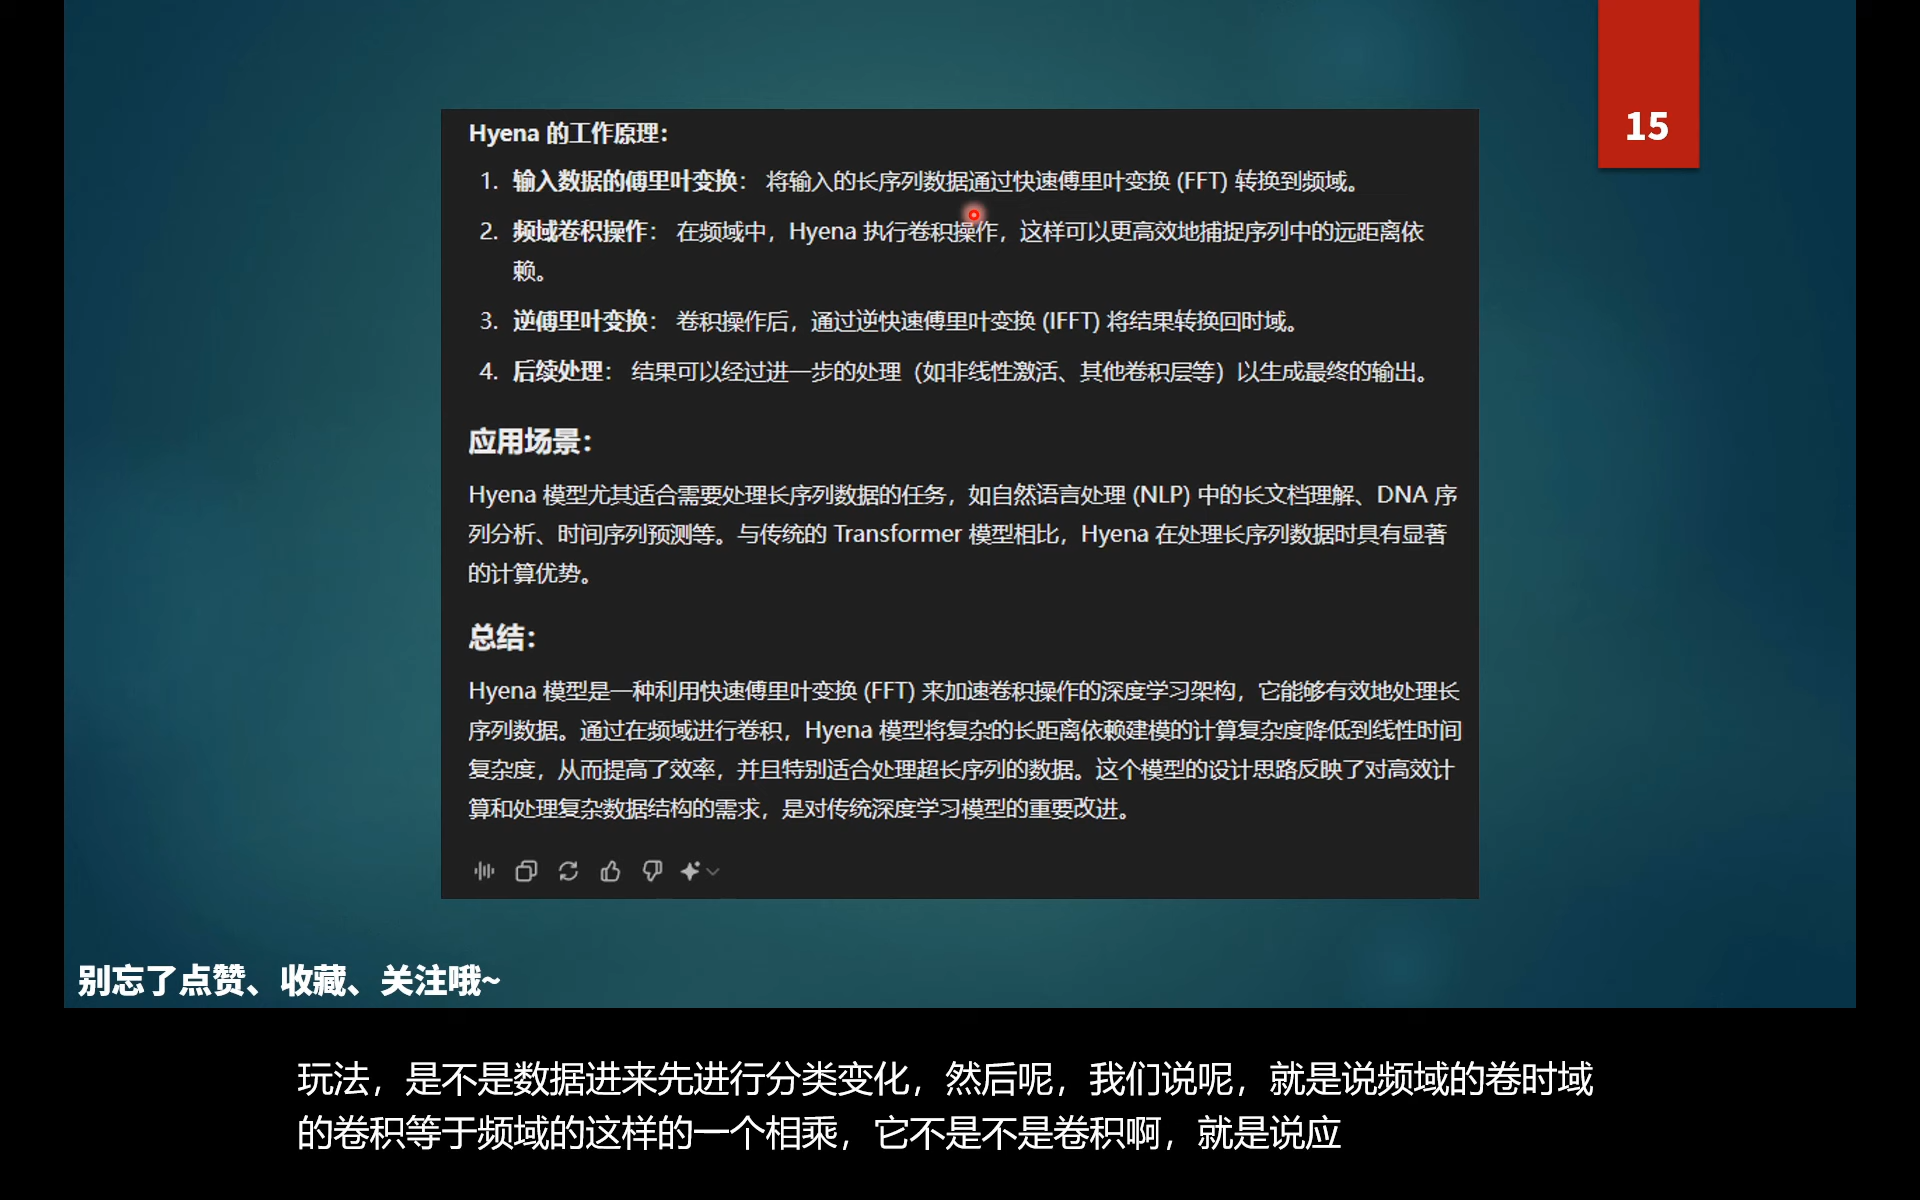 15
Hyena 的工作原理：
1. 输入数据的傅里叶变换： 将输入的长序列数据通过快速傅里叶变换 (FFT) 转换到频域。
2. 频域卷积操作： 在频域中，Hyena 执行卷积操作，这样可以更高效地捕捉序列中的远距离依
赖。
3. 逆傅里叶变换： 卷积操作后，通过逆快速傅里叶变换 (IFFT) 将结果转换回时域。
4. 后续处理： 结果可以经过进一步的处理（如非线性激活、其他卷积层等）以生成最终的输出。
应用场景：
Hyena 模型尤其适合需要处理长序列数据的任务，如自然语言处理 (NLP) 中的长文档理解、DNA 序
列分析、时间序列预测等。与传统的 Transformer 模型相比，Hyena 在处理长序列数据时具有显著
的计算优势。
总结：
Hyena 模型是一种利用快速傅里叶变换 (FFT) 来加速卷积操作的深度学习架构，它能够有效地处理长
序列数据。通过在频域进行卷积，Hyena 模型将复杂的长距离依赖建模的计算复杂度降低到线性时间
复杂度，从而提高了效率，并且特别适合处理超长序列的数据。这个模型的设计思路反映了对高效计
算和处理复杂数据结构的需求，是对传统深度学习模型的重要改进。
别忘了点赞、收藏、关注哦~
玩法，是不是数据进来先进行分类变化，然后呢，我们说呢，就是说频域的卷时域
的卷积等于频域的这样的一个相乘，它不是不是卷积啊，就是说应